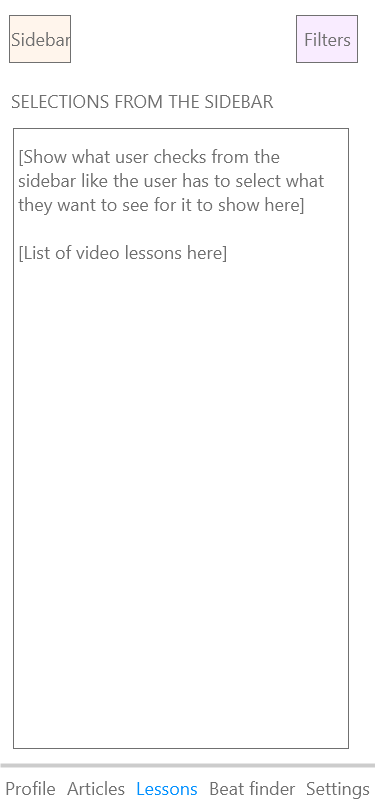 Sidebar
Filters
SELECTIONS FROM THE SIDEBAR
[Show what user checks from the
sidebar like the user has to select what
they want to see for it to show here]
[List of video lessons here]
Profile Articles Lessons Beat finder Settings